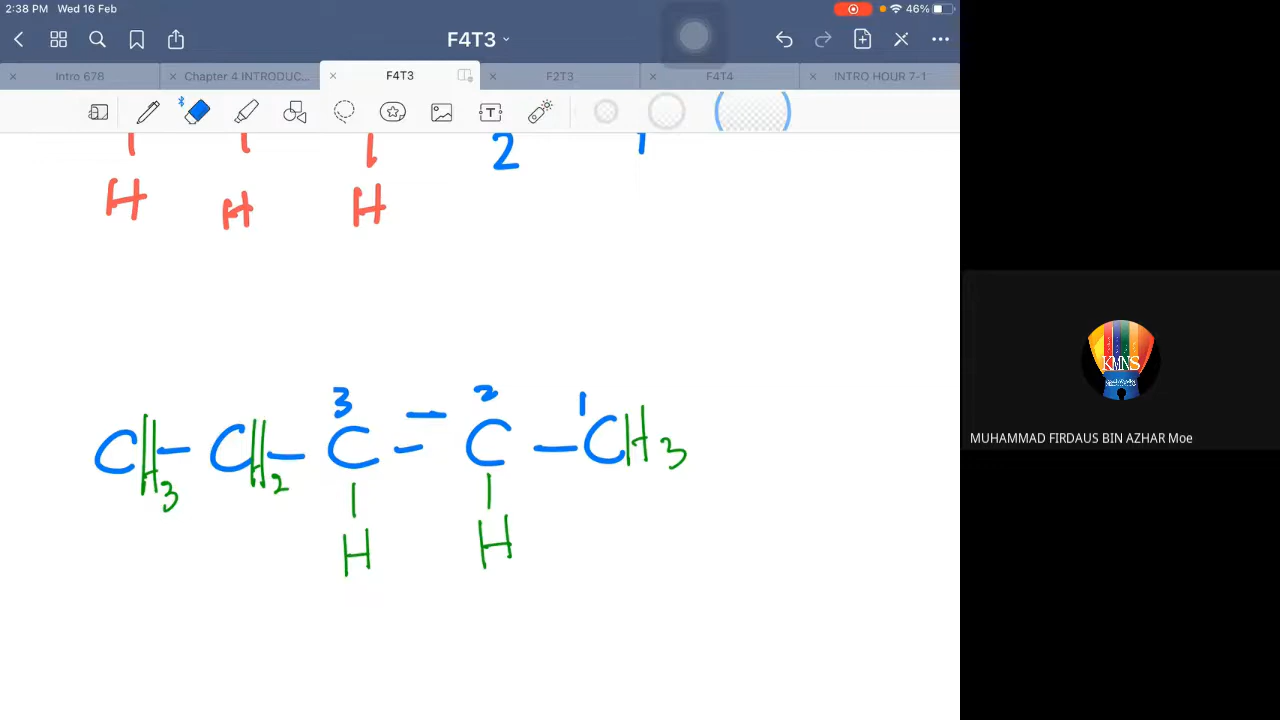 2:38 PM Wed 16 Feb
46%
F4T3
Intro 678
Chapter 4 INTRODUC...
F4T3
F2T3
F4T4
INTRO HOUR 7-1
T
2 1
H H H
3 2 1
CH3 – CH2 – C = C – CH3
H H
KMNS
MUHAMMAD FIRDAUS BIN AZHAR Moe